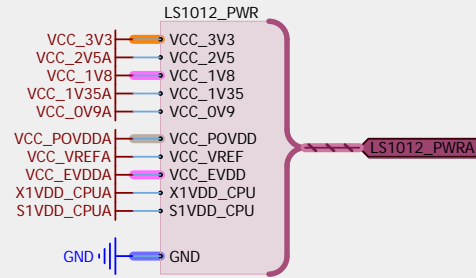 LS1012_PWR
VCC_3V3 VCC_3V3
VCC_2V5A VCC_2V5
VCC_1V8 VCC_1V8
VCC_1V35A VCC_1V35
VCC_0V9A VCC_0V9
VCC_POVDDA VCC_POVDD
LS1012_PWRA
VCC_VREFA VCC_VREF
VCC_EVDDA VCC_EVDD
X1VDD_CPUA X1VDD_CPU
S1VDD_CPUA S1VDD_CPU
GND GND